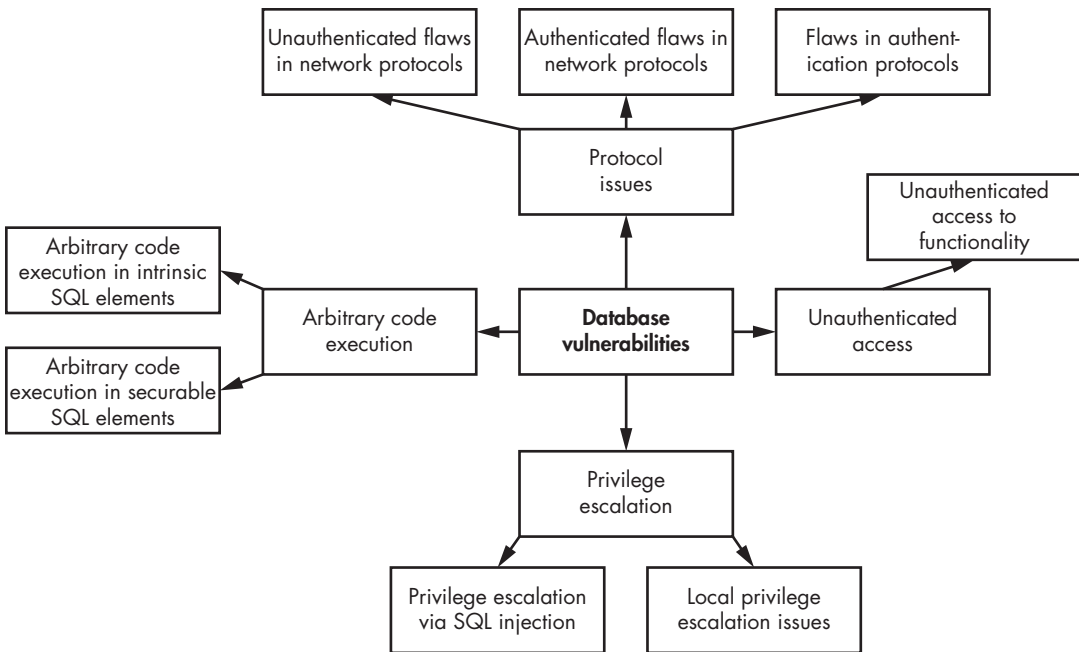 Unauthenticated flaws
in network protocols
Authenticated flaws in
network protocols
Flaws in authent-
ication protocols
Protocol
issues
Unauthenticated
access to
functionality
Arbitrary code
execution in intrinsic
SQL elements
Arbitrary code
execution
Database
vulnerabilities
Unauthenticated
access
Arbitrary code
execution in securable
SQL elements
Privilege
escalation
Privilege escalation
via SQL injection
Local privilege
escalation issues